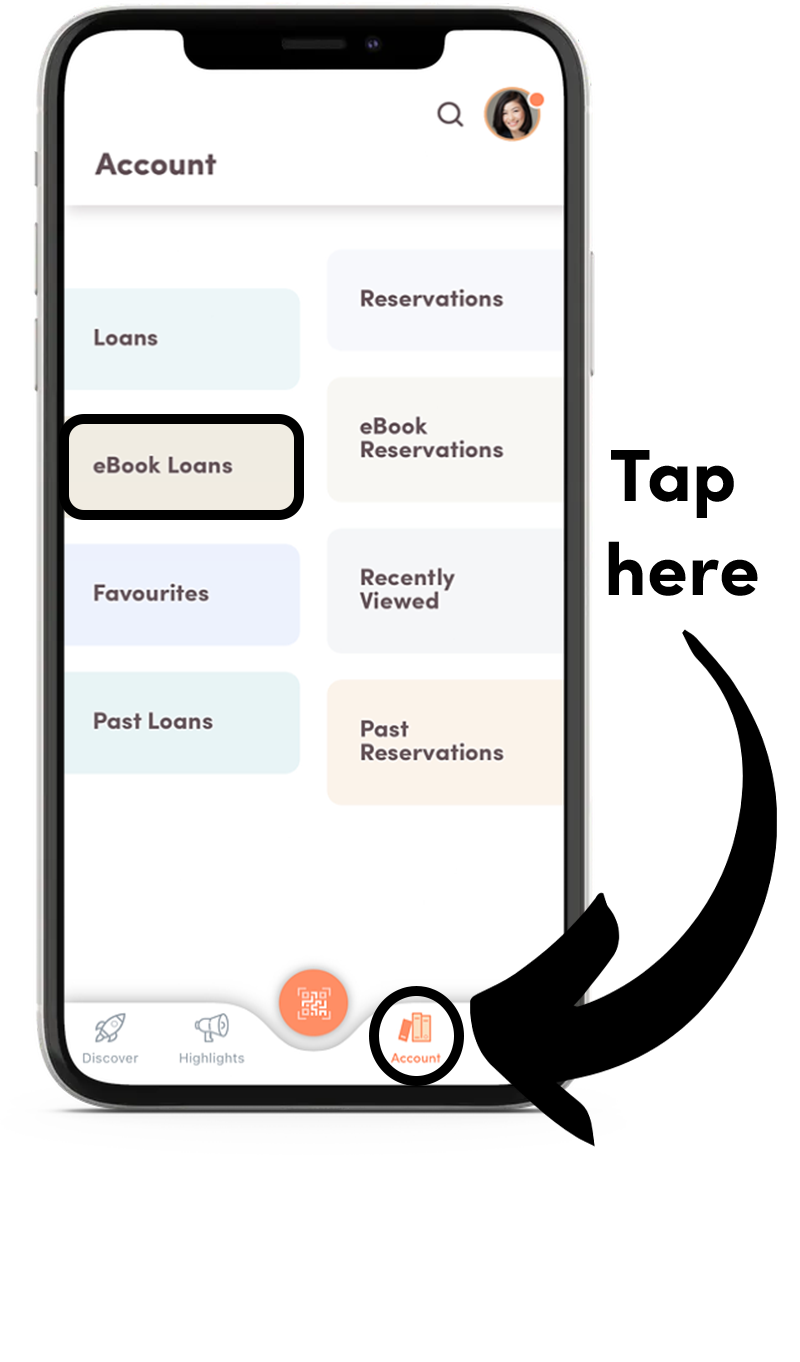 Account
Loans
Reservations
eBook Loans
eBook
Reservations
Favourites
Recently
Viewed
Past Loans
Past
Reservations
Discover
Highlights
Account
Tap
here